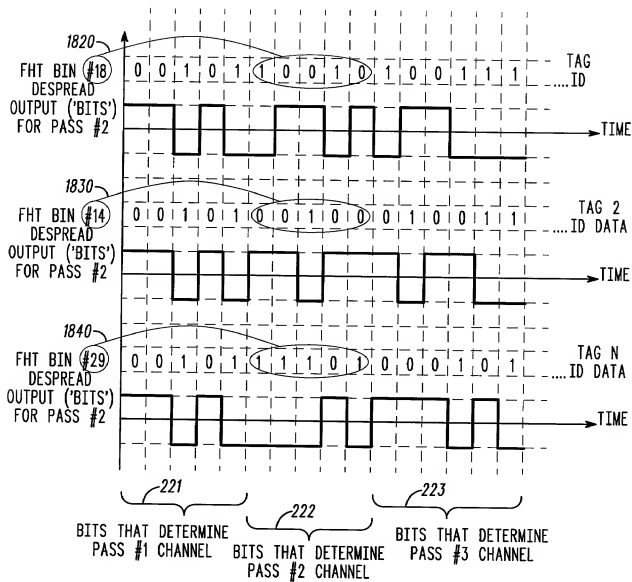 1820
FHT BIN #18
DESPREAD
OUTPUT ('BITS')
FOR PASS #2
0 0 1 0 1 1 0 0 1 0 1 0 0 1 1 1
TAG
ID
....
TIME
1830
FHT BIN #14
DESPREAD
OUTPUT ('BITS')
FOR PASS #2
0 0 1 0 1 0 0 1 0 0 0 1 0 0 1 1
TAG 2
.... ID DATA
TIME
1840
FHT BIN #29
DESPREAD
OUTPUT ('BITS')
FOR PASS #2
0 0 1 0 1 1 1 1 0 1 0 0 0 1 0 1
TAG N
.... ID DATA
TIME
221
BITS THAT DETERMINE
PASS #1 CHANNEL
222
BITS THAT DETERMINE
PASS #2 CHANNEL
223
BITS THAT DETERMINE
PASS #3 CHANNEL